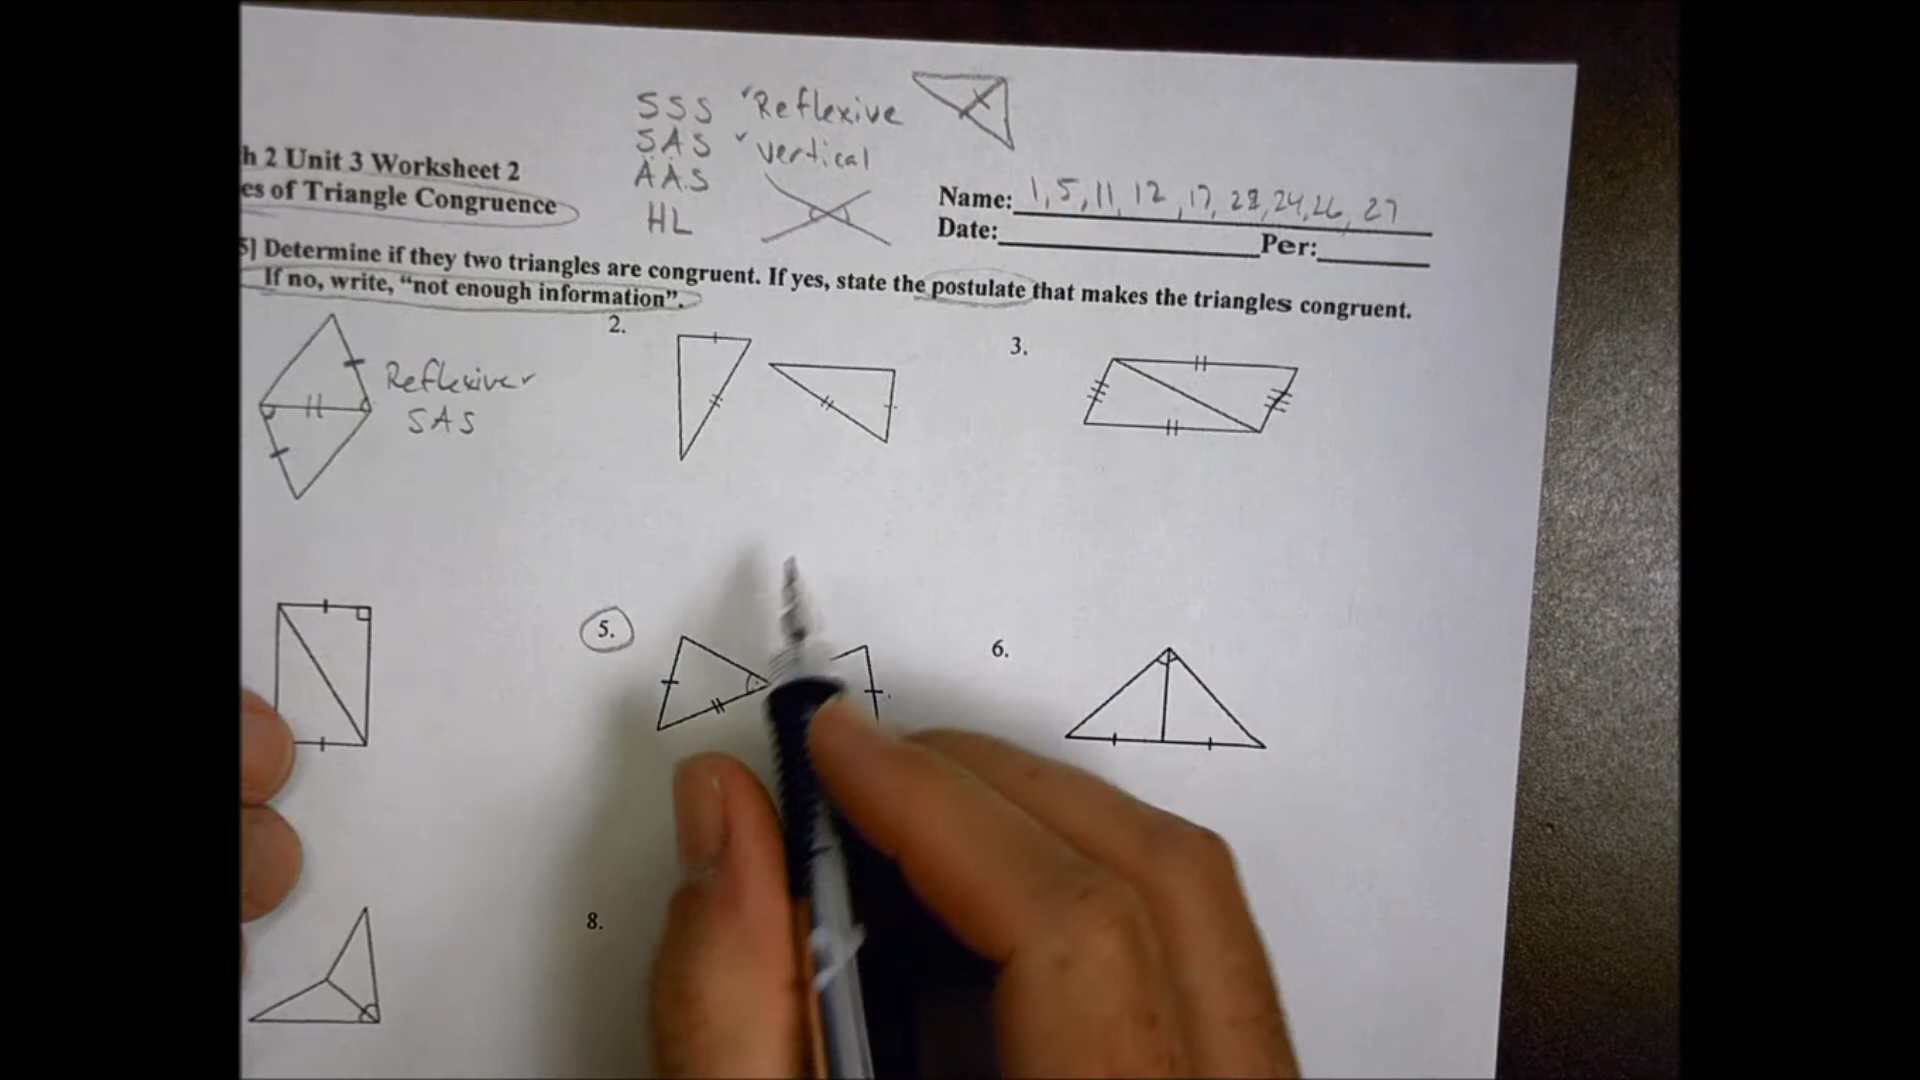 SSS ✓Reflexive
SAS ✓vertical
AAS
HL
h 2 Unit 3 Worksheet 2
es of Triangle Congruence
Name: 1, 5, 11, 12, 17, 22, 24, 26, 27
Date: Per:
5] Determine if they two triangles are congruent. If yes, state the postulate that makes the triangles congruent.
If no, write, “not enough information”.
Reflexive ✓
SAS
2.
3.
5.
6.
8.